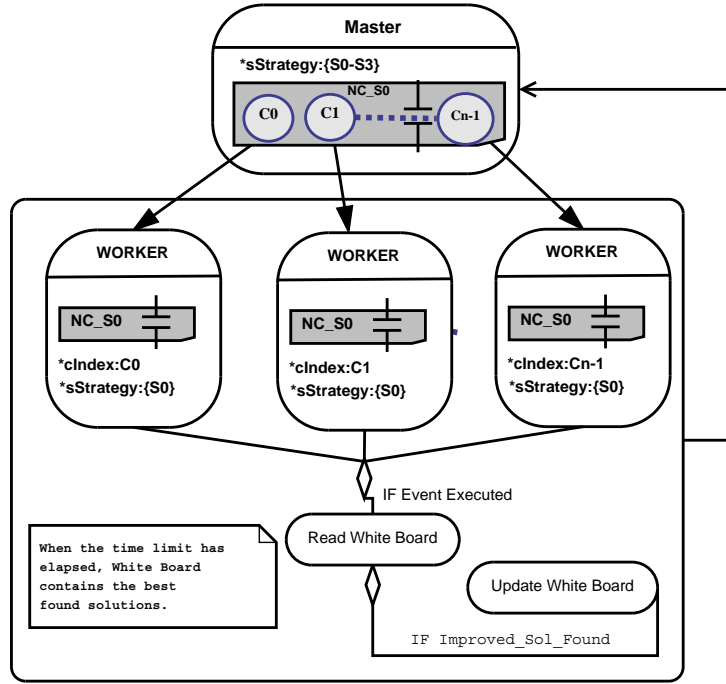 Master
*sStrategy:{S0-S3}
NC_S0
C0
C1
Cn-1
WORKER
NC_S0
*cIndex:C0
*sStrategy:{S0}
WORKER
NC_S0
*cIndex:C1
*sStrategy:{S0}
WORKER
NC_S0
*cIndex:Cn-1
*sStrategy:{S0}
IF Event Executed
Read White Board
When the time limit has
elapsed, White Board
contains the best
found solutions.
Update White Board
IF Improved_Sol_Found